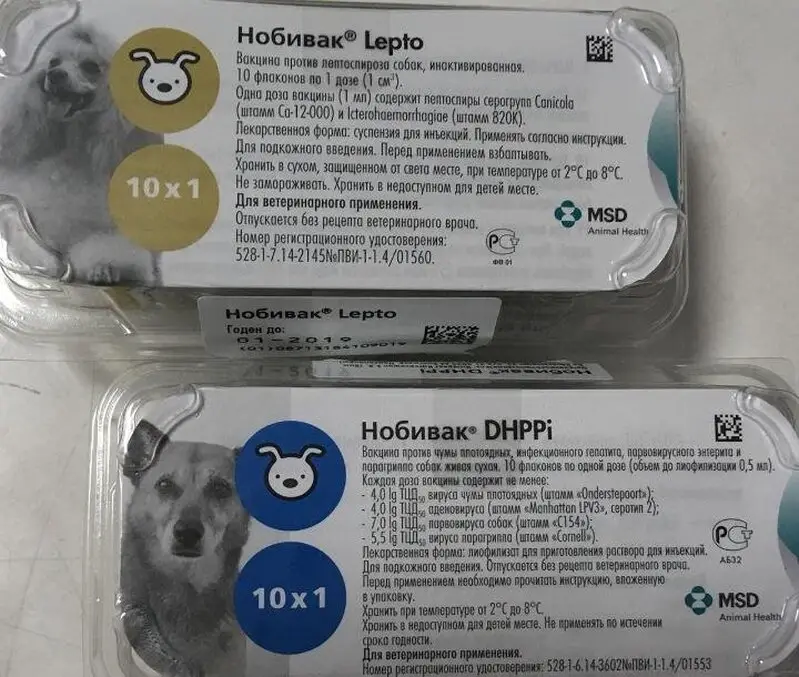 Нобивак® Lepto
Вакцина против лептоспироза собак, инактивированная.
10 флаконов по 1 дозе (1 см³).
Одна доза вакцины (1 мл) содержит лептоспиры серогрупп Canicola
(штамм Ca-12-000) и Icterohaemorrhagiae (штамм 820K).
Лекарственная форма: суспензия для инъекций. Применять согласно инструкции.
Для подкожного введения. Перед применением взбалтывать.
Хранить в сухом, защищенном от света месте, при температуре от 2°C до 8°C.
Не замораживать. Хранить в недоступном для детей месте.
Для ветеринарного применения.
Отпускается без рецепта ветеринарного врача.
Номер регистрационного удостоверения:
528-1-7.14-2145№ПВИ-1-1.4/01560.
10 x 1
MSD
Animal Health
ФВ 01
Нобивак® Lepto
Годен до:
01-2019
Нобивак® DHPPi
Нобивак® DHPPi
Вакцина против чумы плотоядных, инфекционного гепатита, парвовирусного энтерита и
парагриппа собак живая сухая. 10 флаконов по одной дозе (объем до лиофилизации 0,5 мл).
Каждая доза вакцины содержит не менее:
- 4,0 lg ТЦД₅₀ вируса чумы плотоядных (штамм «Onderstepoort»);
- 4,0 lg ТЦД₅₀ аденовируса (штамм «Manhattan LPV3», серотип 2);
- 7,0 lg ТЦД₅₀ парвовируса собак (штамм «C154»);
- 5,5 lg ТЦД₅₀ вируса парагриппа (штамм «Cornell»).
Лекарственная форма: лиофилизат для приготовления раствора для инъекций.
Для подкожного введения. Отпускается без рецепта ветеринарного врача.
Перед применением необходимо прочитать инструкцию, вложенную
в упаковку.
Хранить при температуре от 2°C до 8°C.
Хранить в недоступном для детей месте. Не применять по истечении
срока годности.
Для ветеринарного применения.
Номер регистрационного удостоверения: 528-1-6.14-3602№ПВИ-1-1.4/01553
10 x 1
АБ32
MSD
Animal Health